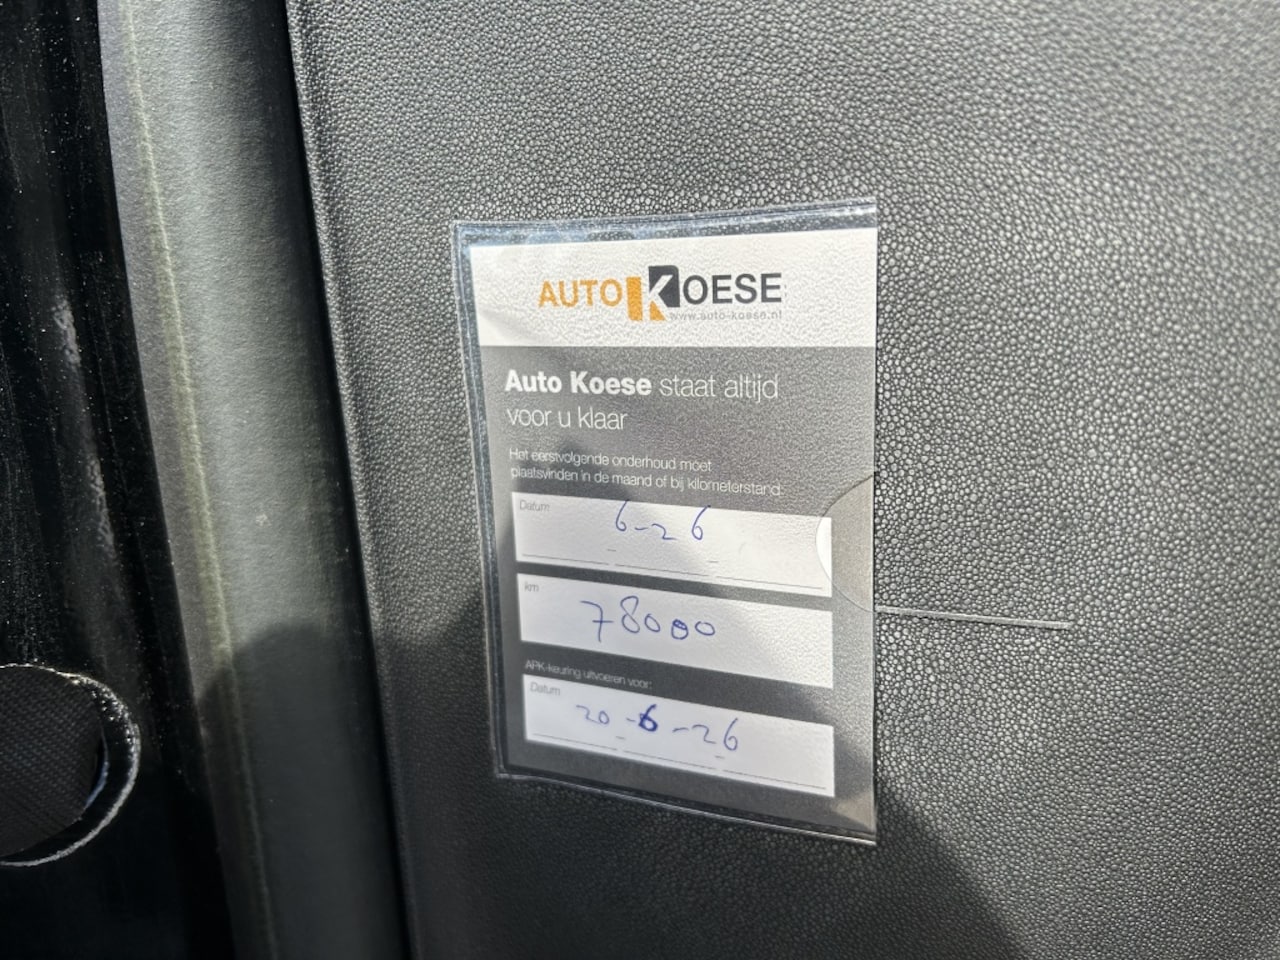 AUTO KOESE
www.auto-koese.nl
Auto Koese staat altijd
voor u klaar
Het eerstvolgende onderhoud moet
plaatsvinden in de maand of bij kilometerstand:
Datum
6-26
km
78000
APK-keuring uitvoeren voor:
Datum
20-6-26